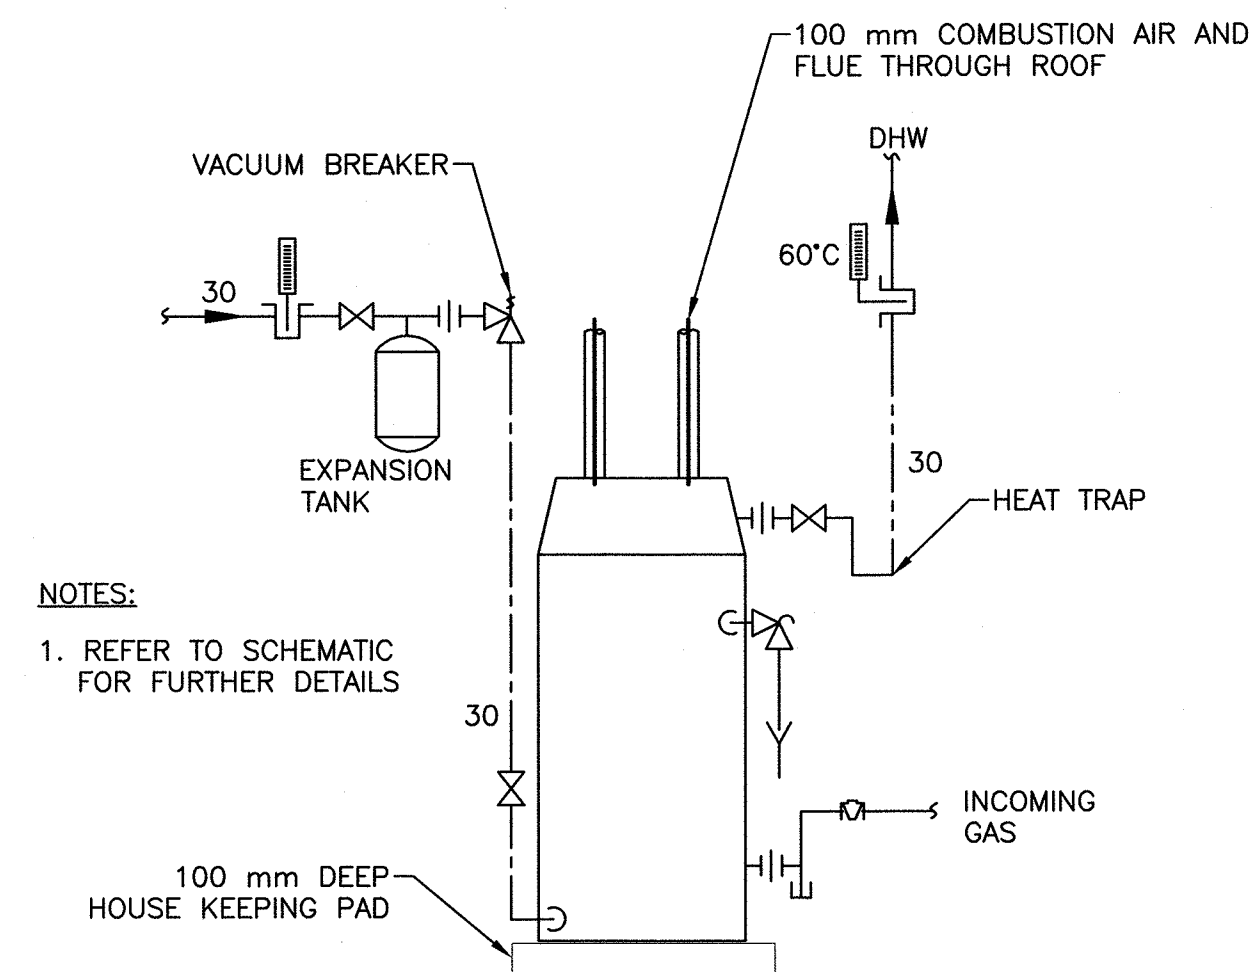 100 mm COMBUSTION AIR AND
FLUE THROUGH ROOF
DHW
VACUUM BREAKER
60°C
30
EXPANSION
TANK
30
HEAT TRAP
NOTES:
1. REFER TO SCHEMATIC
FOR FURTHER DETAILS
30
INCOMING
GAS
100 mm DEEP
HOUSE KEEPING PAD